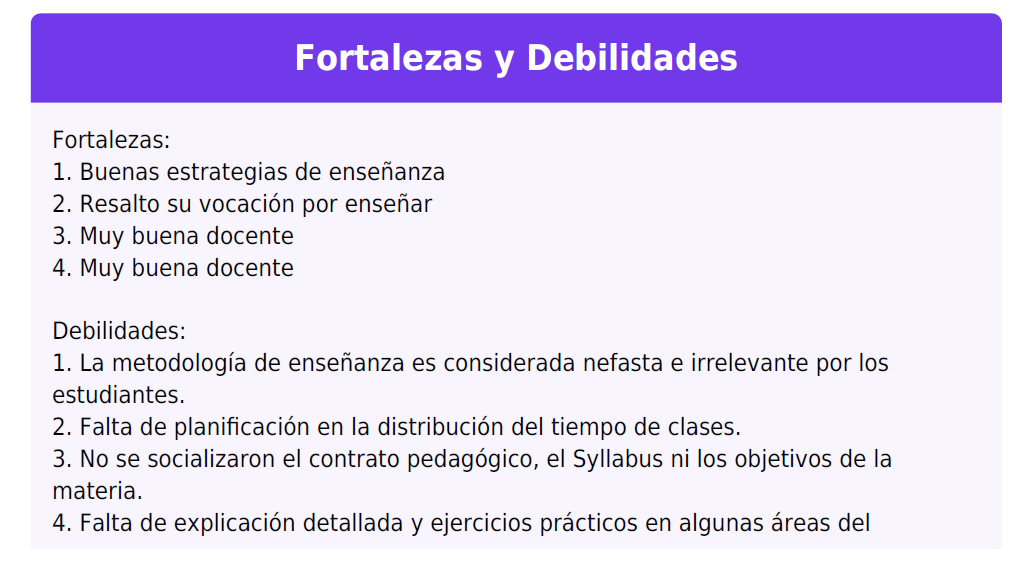 Fortalezas y Debilidades
Fortalezas:
1. Buenas estrategias de enseñanza
2. Resalto su vocación por enseñar
3. Muy buena docente
4. Muy buena docente
Debilidades:
1. La metodología de enseñanza es considerada nefasta e irrelevante por los
estudiantes.
2. Falta de planificación en la distribución del tiempo de clases.
3. No se socializaron el contrato pedagógico, el Syllabus ni los objetivos de la
materia.
4. Falta de explicación detallada y ejercicios prácticos en algunas áreas del